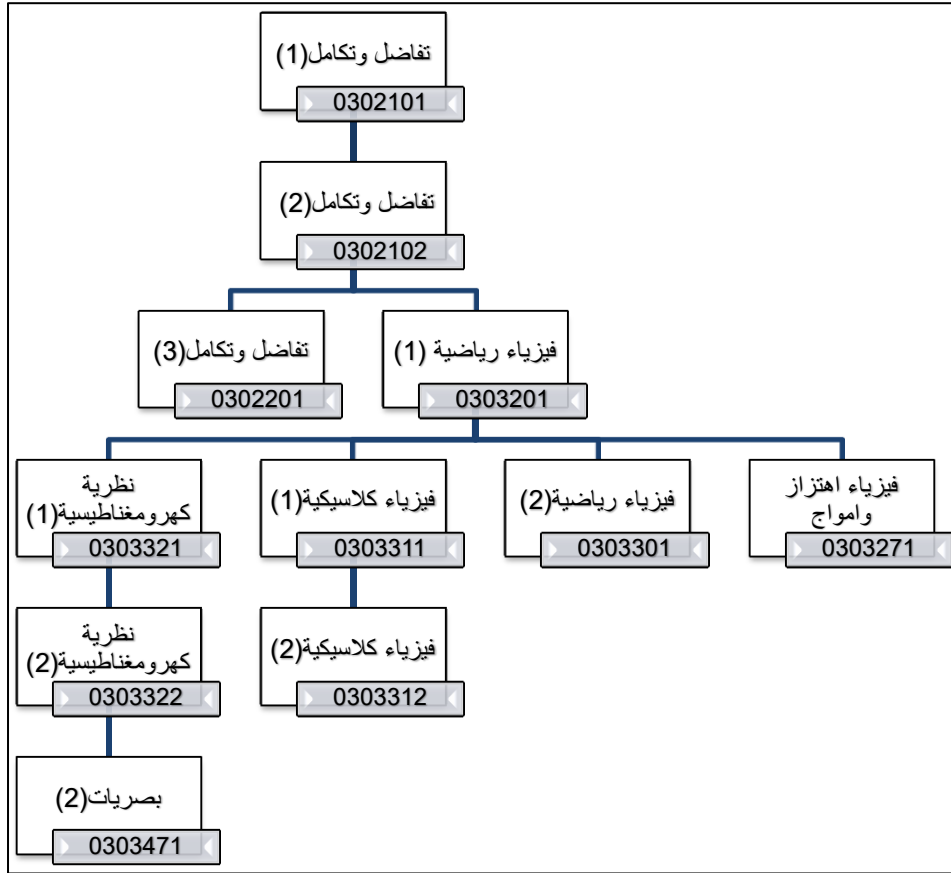 تفاضل وتكامل(1)
0302101
تفاضل وتكامل(2)
0302102
فيزياء رياضية (1)
0303201
تفاضل وتكامل(3)
0302201
فيزياء اهتزاز
وامواج
0303271
فيزياء رياضية(2)
0303301
فيزياء كلاسيكية(1)
0303311
نظرية
كهرومغناطيسية(1)
0303321
فيزياء كلاسيكية(2)
0303312
نظرية
كهرومغناطيسية(2)
0303322
بصريات(2)
0303471